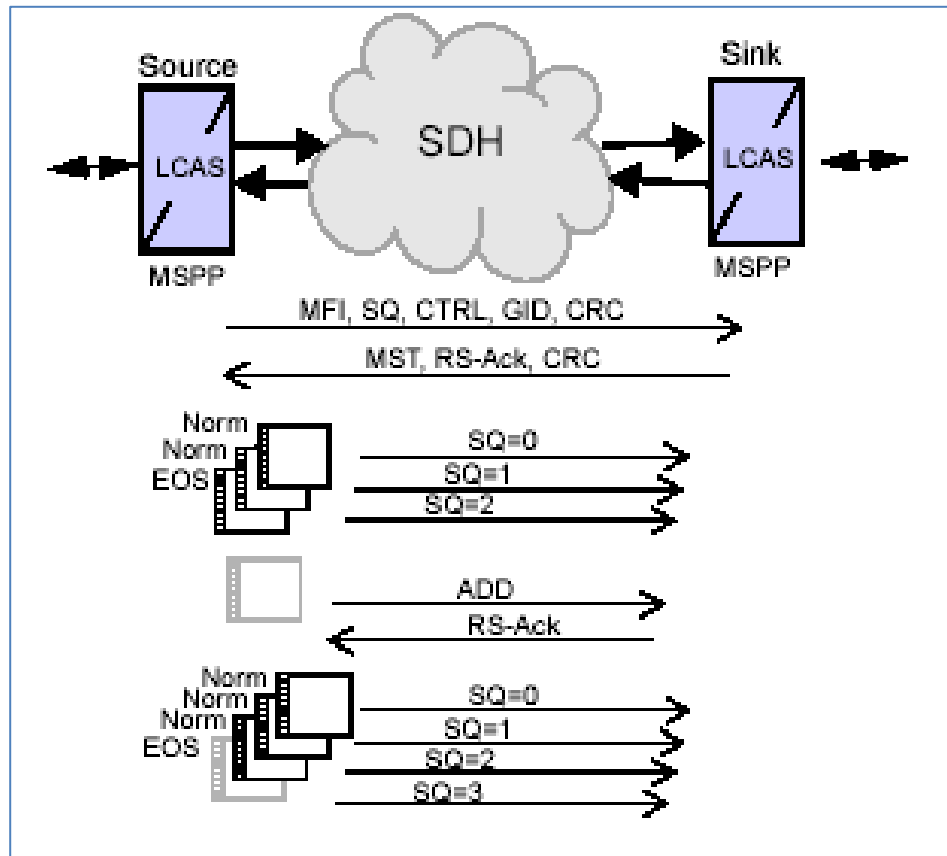 Source
Sink
SDH
LCAS
LCAS
MSPP
MSPP
MFI, SQ, CTRL, GID, CRC
MST, RS-Ack, CRC
Norm
Norm
EOS
SQ=0
SQ=1
SQ=2
ADD
RS-Ack
Norm
Norm
Norm
EOS
SQ=0
SQ=1
SQ=2
SQ=3